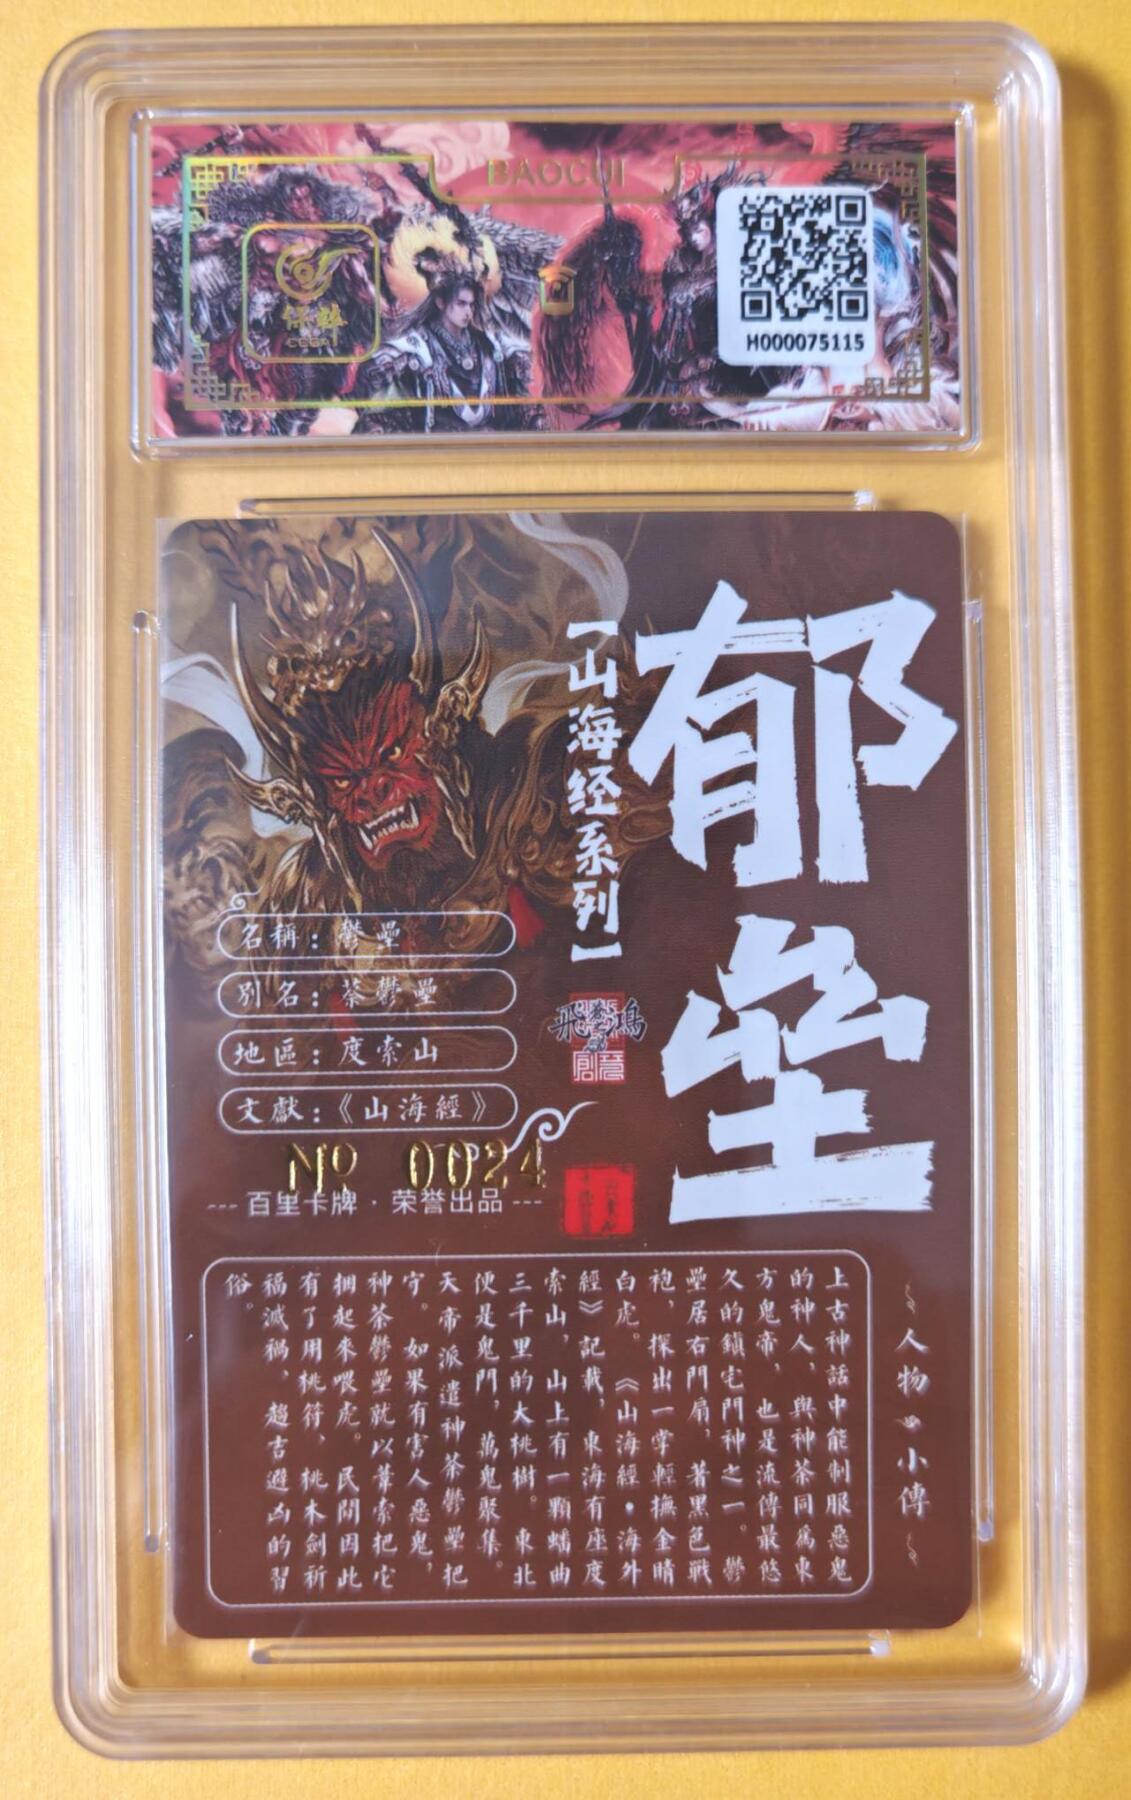 BAOCUI
保粹
H000075115
郁垒
【山海经系列】
飛鴻
名稱：鬱壘
別名：荼鬱壘
地區：度索山
文獻：《山海經》
№ 0024
--- 百里卡牌 · 荣誉出品 ---
人物 小傳
上古神話中能制服惡鬼
的神人，與神荼同為東
方鬼帝，也是流傳最悠
久的鎮宅門神之一。鬱
壘居右門扇，著黑色戰
袍，探出一掌輕撫金睛
白虎。《山海經·海外
經》記載，東海有座度
索山，山上有一顆蟠曲
三千里的大桃樹。東北
便是鬼門，萬鬼聚集。
天帝派遣神荼鬱壘把
守。如果有害人惡鬼，
神荼鬱壘就以葦索把它
捆起來喂虎。民間因此
有了用桃符、桃木劍祈
福滅禍、趨吉避凶的習
俗。